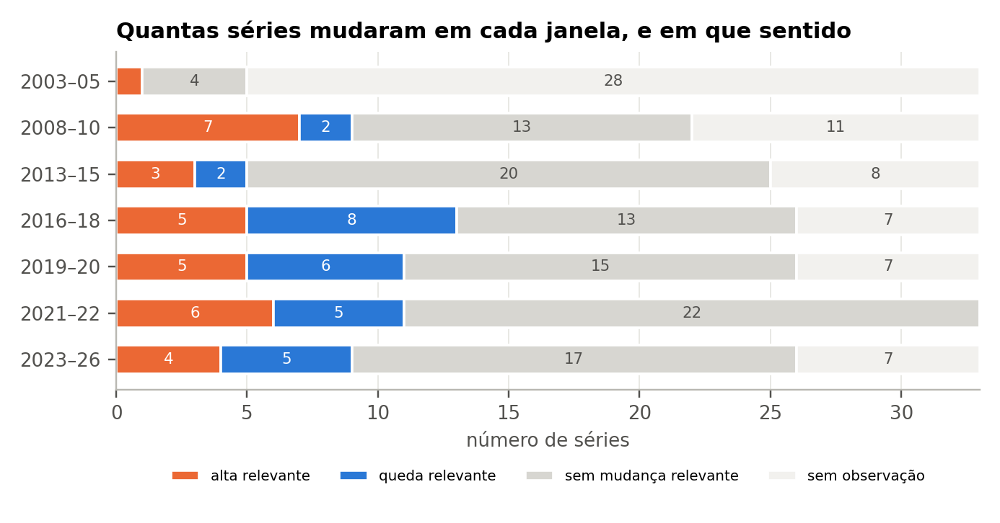 Quantas séries mudaram em cada janela, e em que sentido
2003–05 4 28
2008–10 7 2 13 11
2013–15 3 2 20 8
2016–18 5 8 13 7
2019–20 5 6 15 7
2021–22 6 5 22
2023–26 4 5 17 7
0 5 10 15 20 25 30
número de séries
alta relevante queda relevante sem mudança relevante sem observação